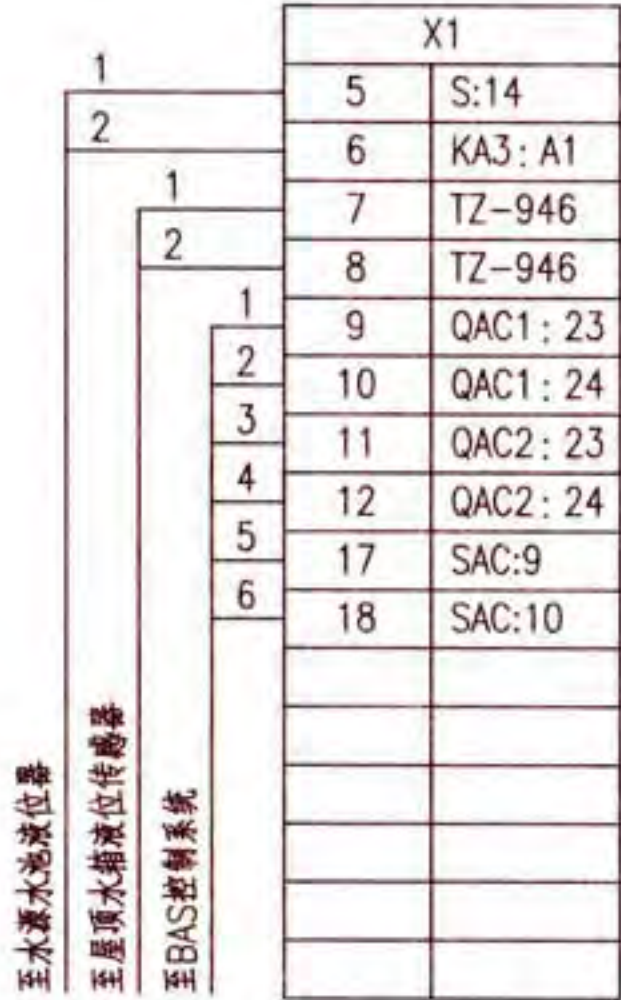 X1
1
5 S:14
2
6 KA3:A1
1
7 TZ-946
2
8 TZ-946
1
9 QAC1:23
2
10 QAC1:24
3
11 QAC2:23
4
12 QAC2:24
5
17 SAC:9
6
18 SAC:10
至水源水池液位器
至屋顶水箱液位传感器
至BAS控制系统